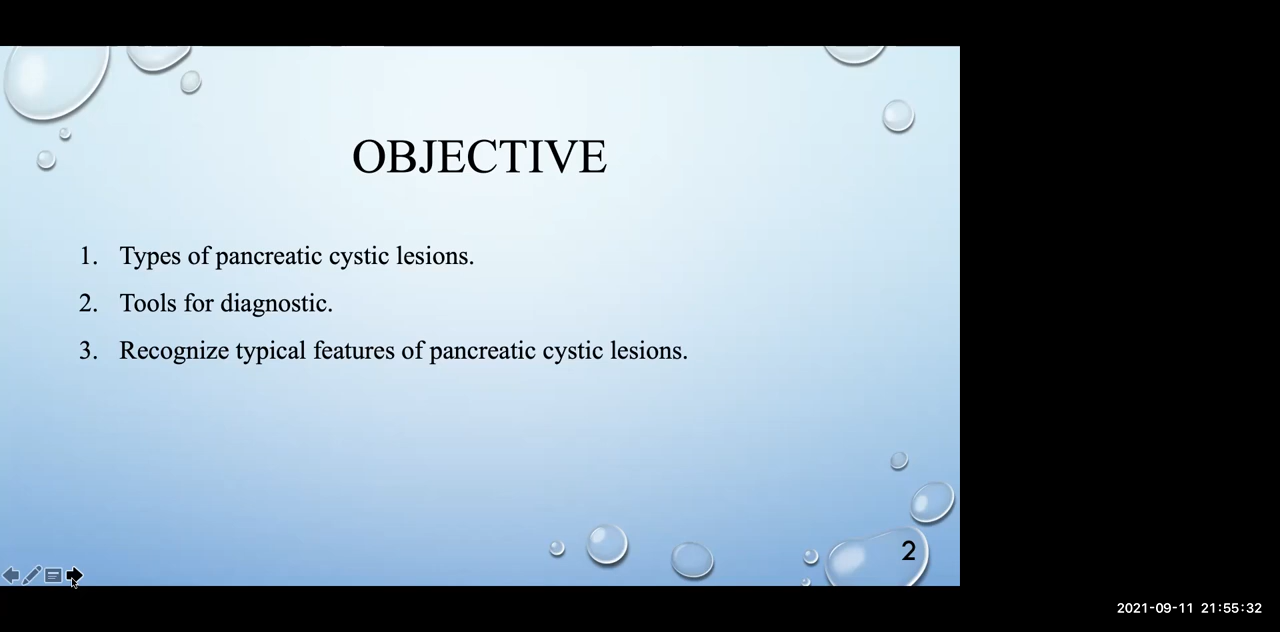 OBJECTIVE
1. Types of pancreatic cystic lesions.
2. Tools for diagnostic.
3. Recognize typical features of pancreatic cystic lesions.
2
2021-09-11 21:55:32